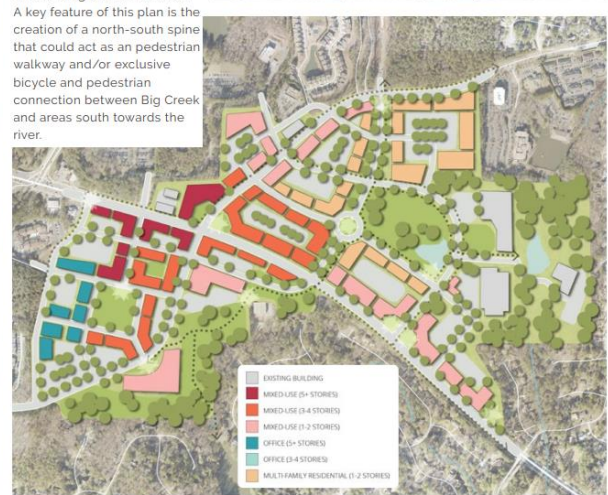 A key feature of this plan is the
creation of a north-south spine
that could act as an pedestrian
walkway and/or exclusive
bicycle and pedestrian
connection between Big Creek
and areas south towards the
river.
EXISTING BUILDING
MIXED-USE (5+ STORIES)
MIXED-USE (3-4 STORIES)
MIXED-USE (1-2 STORIES)
OFFICE (5+ STORIES)
OFFICE (3-4 STORIES)
MULTI-FAMILY RESIDENTIAL (1-2 STORIES)